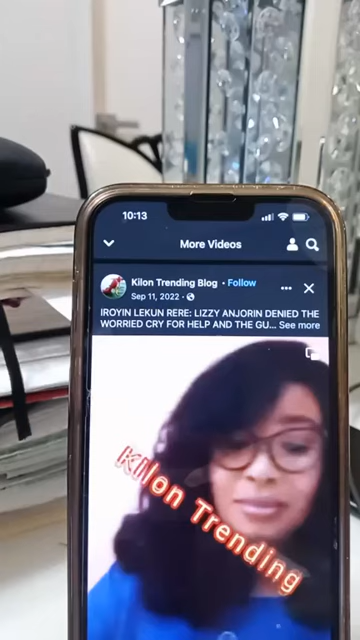 10:13
More Videos
Kilon Trending Blog · Follow
Sep 11, 2022 ·
IROYIN LEKUN RERE: LIZZY ANJORIN DENIED THE
WORRIED CRY FOR HELP AND THE GU... See more
Kilon Trending